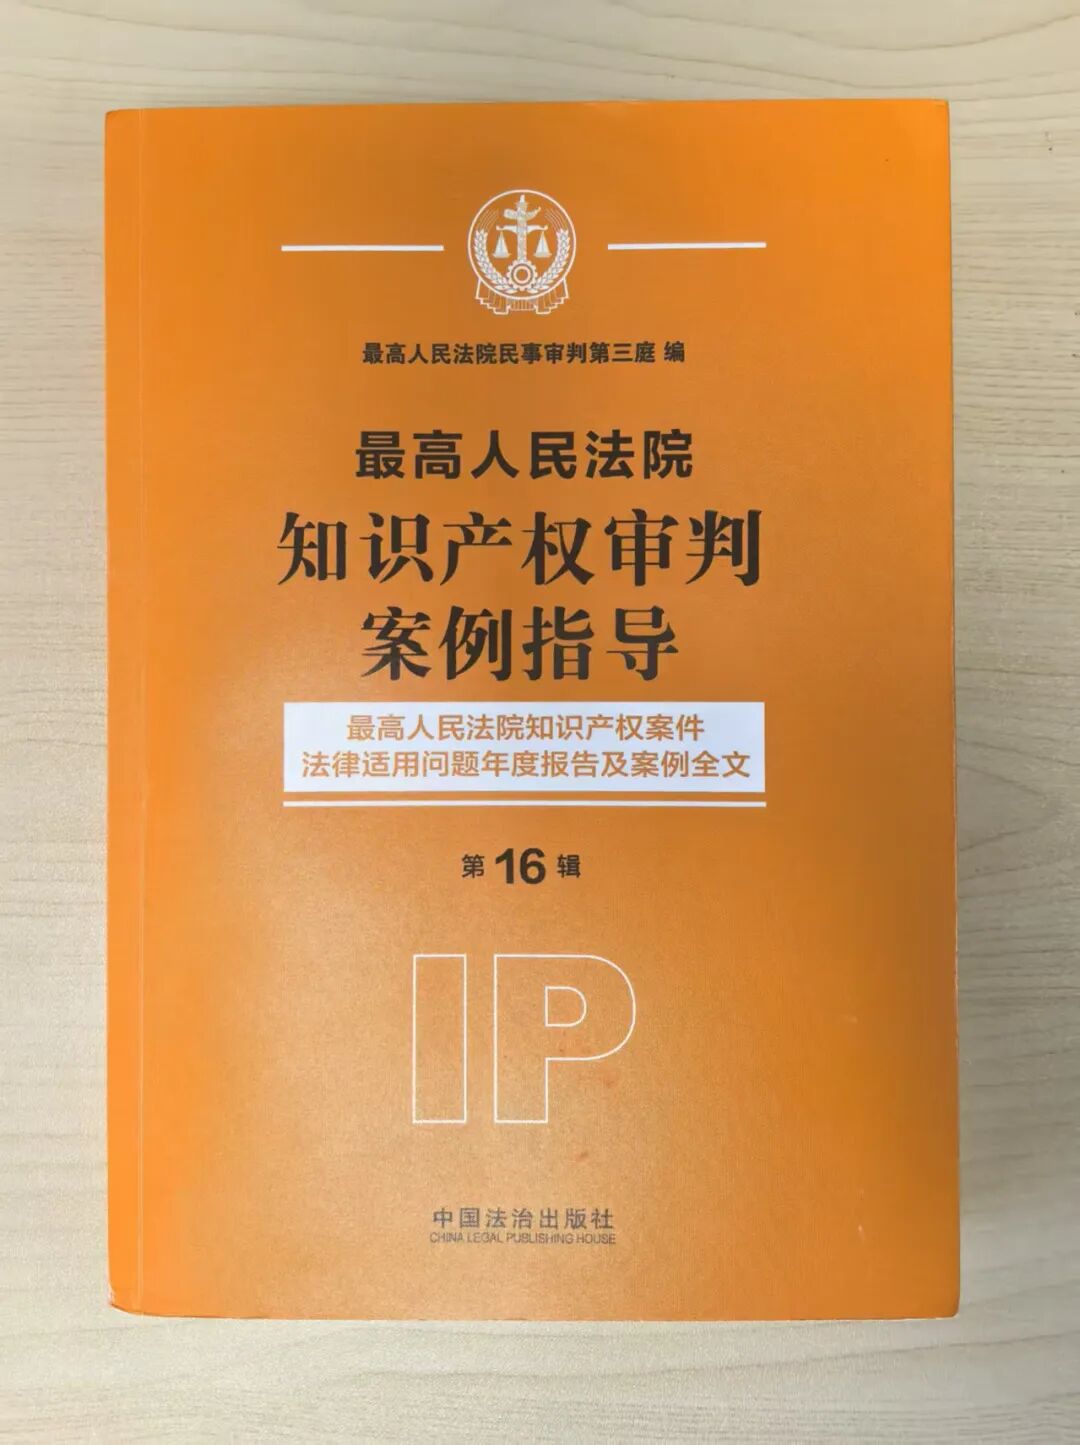 最高人民法院民事审判第三庭 编
最高人民法院
知识产权审判
案例指导
最高人民法院知识产权案件
法律适用问题年度报告及案例全文
第16辑
IP
中国法治出版社
CHINA LEGAL PUBLISHING HOUSE